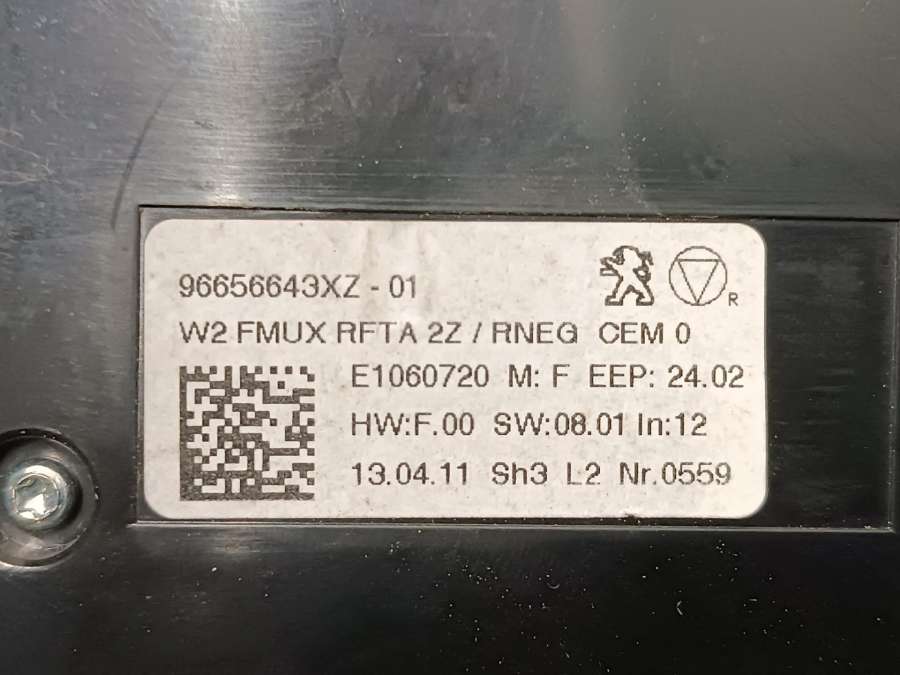 96656643XZ - 01
R
W2 FMUX RFTA 2Z / RNEG CEM 0
E1060720 M: F EEP: 24.02
HW:F.00 SW:08.01 In:12
13.04.11 Sh3 L2 Nr.0559